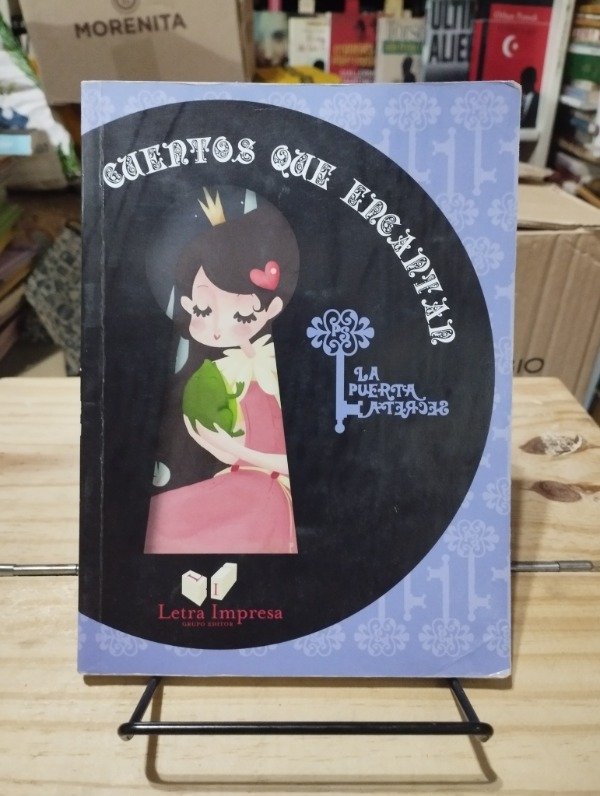 MORENITA
CUENTOS QUE ENCANTAN
LA
PUERTA
SECRETA
Letra Impresa
GRUPO EDITOR